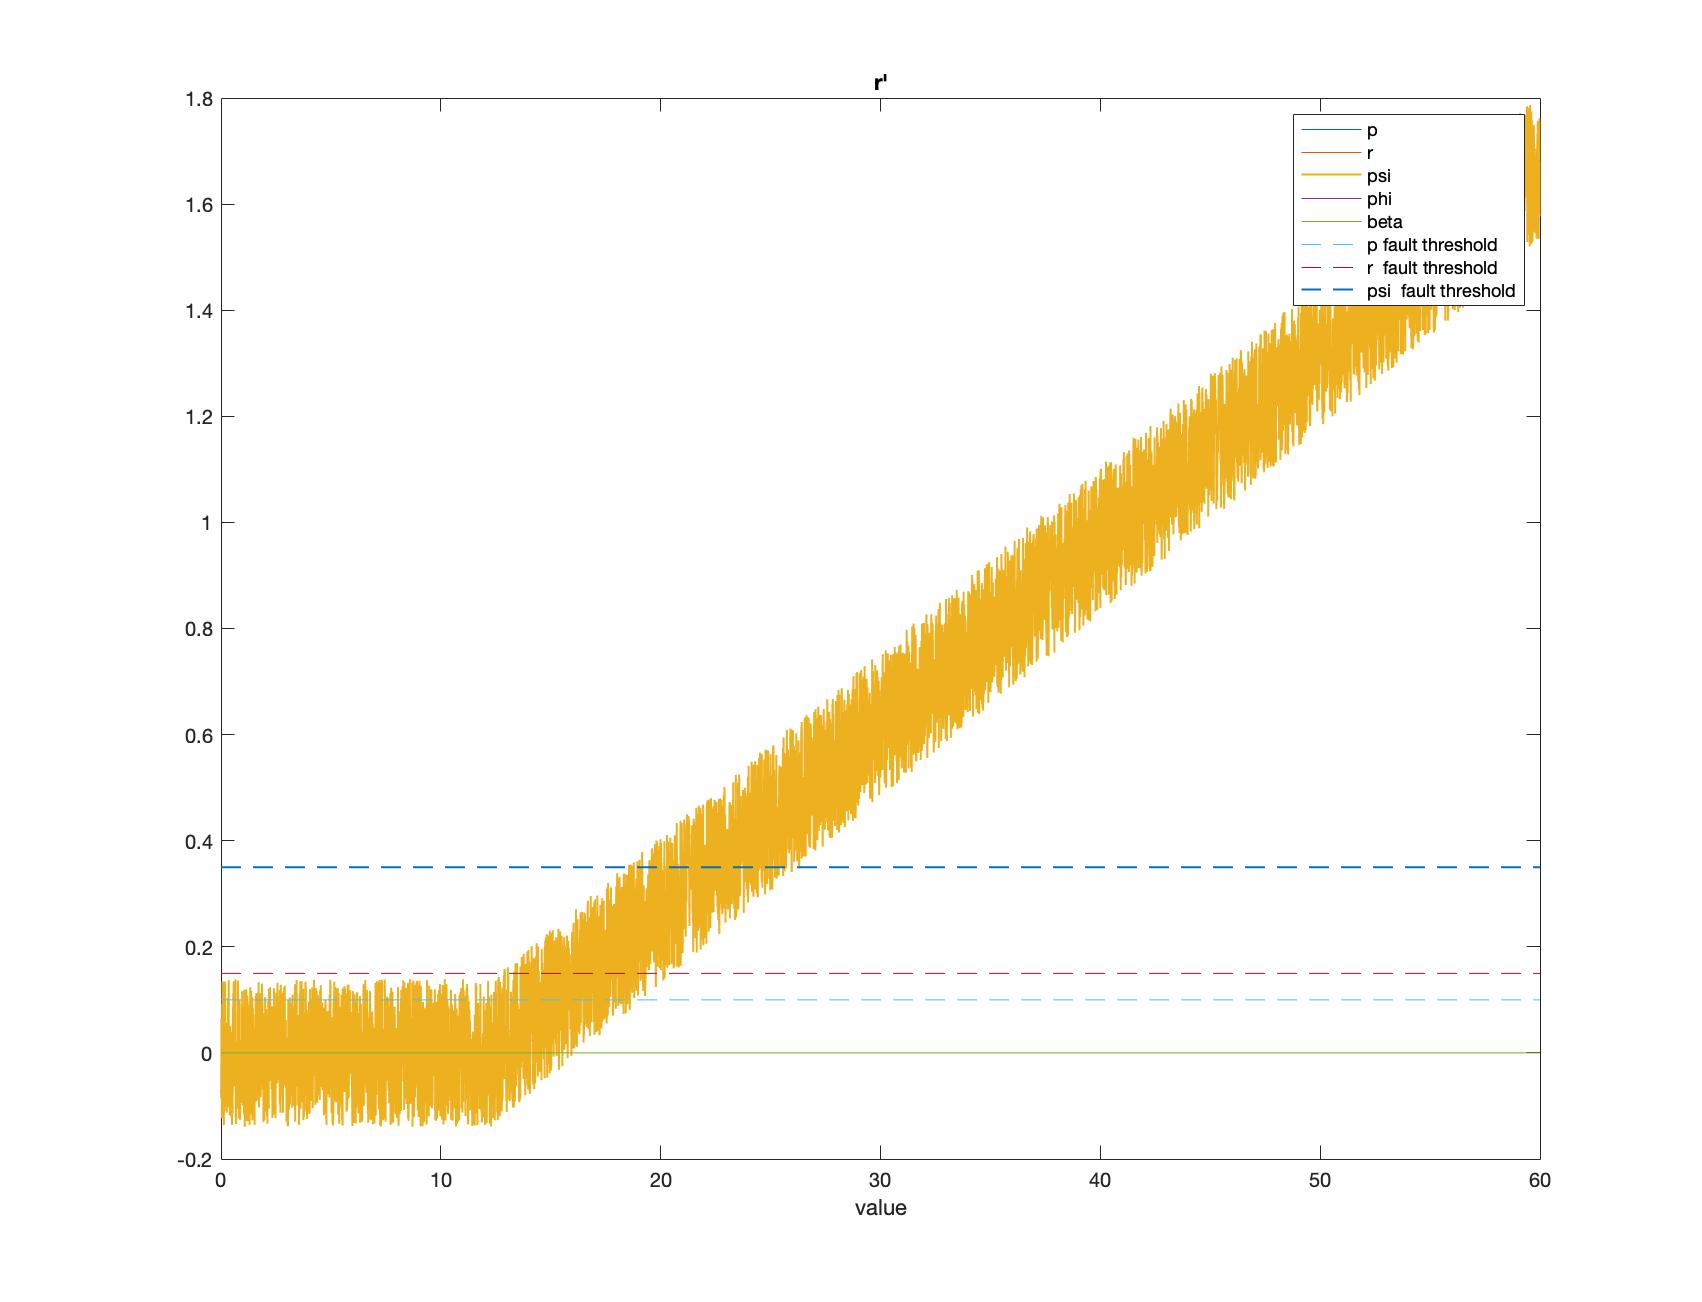 r'
1.8
1.6
1.4
1.2
1
0.8
0.6
0.4
0.2
0
-0.2
p
r
psi
phi
beta
p fault threshold
r fault threshold
psi fault threshold
0 10 20 30 40 50 60
value